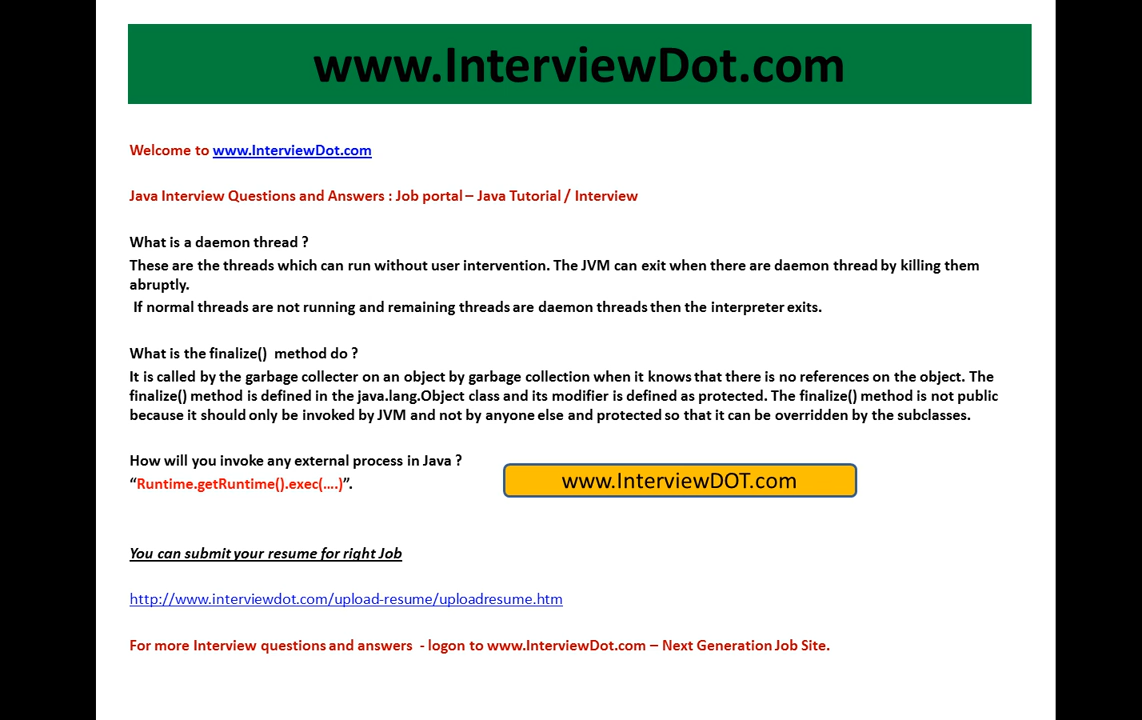 www.InterviewDot.com
Welcome to www.InterviewDot.com
Java Interview Questions and Answers : Job portal – Java Tutorial / Interview
What is a daemon thread ?
These are the threads which can run without user intervention. The JVM can exit when there are daemon thread by killing them
abruptly.
If normal threads are not running and remaining threads are daemon threads then the interpreter exits.
What is the finalize() method do ?
It is called by the garbage collecter on an object by garbage collection when it knows that there is no references on the object. The
finalize() method is defined in the java.lang.Object class and its modifier is defined as protected. The finalize() method is not public
because it should only be invoked by JVM and not by anyone else and protected so that it can be overridden by the subclasses.
How will you invoke any external process in Java ?
“Runtime.getRuntime().exec(….)”.
www.InterviewDOT.com
You can submit your resume for right Job
http://www.interviewdot.com/upload-resume/uploadresume.htm
For more Interview questions and answers - logon to www.InterviewDot.com – Next Generation Job Site.